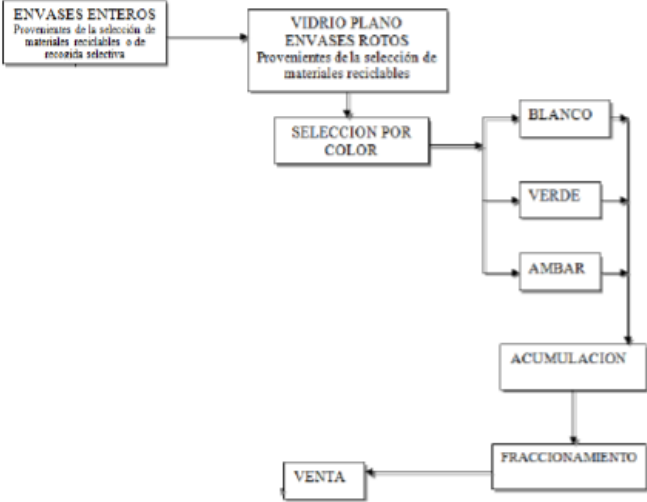 ENVASES ENTEROS
Provenientes de la selección de
materiales reciclables o de
recogida selectiva
VIDRIO PLANO
ENVASES ROTOS
Provenientes de la selección de
materiales reciclables
SELECCION POR
COLOR
BLANCO
VERDE
AMBAR
ACUMULACION
FRACCIONAMIENTO
VENTA